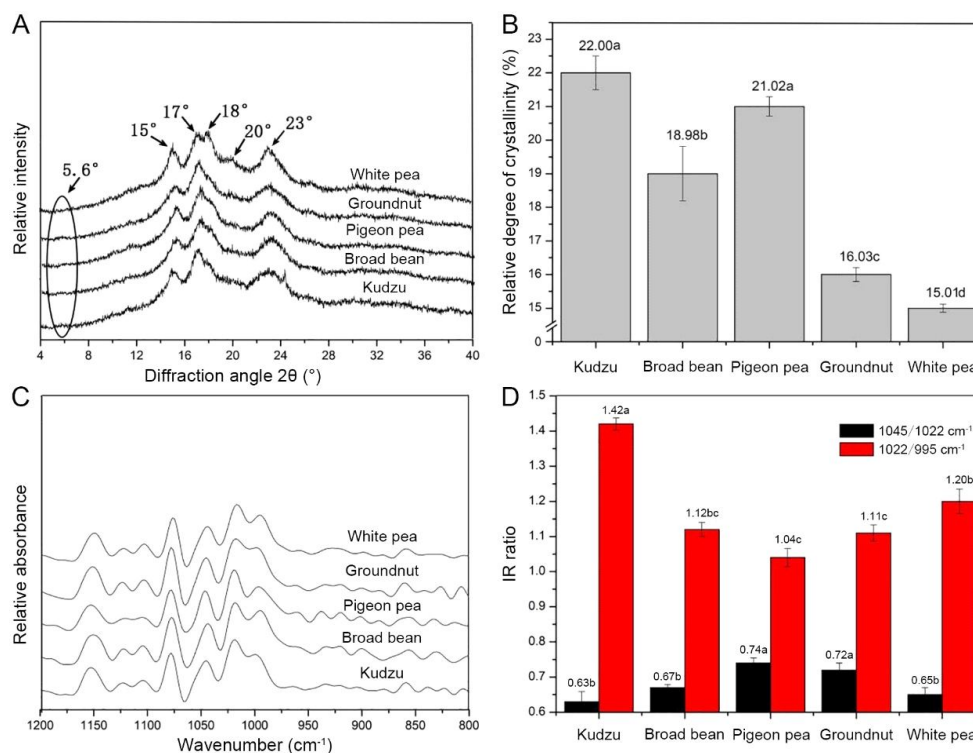 A
Relative intensity
5.6°
15°
17°
18°
20°
23°
White pea
Groundnut
Pigeon pea
Broad bean
Kudzu
4 8 12 16 20 24 28 32 36 40
Diffraction angle 2θ (°)
B
Relative degree of crystallinity (%)
23
22
21
20
19
18
17
16
15
0
22.00a
18.98b
21.02a
16.03c
15.01d
Kudzu Broad bean Pigeon pea Groundnut White pea
C
Relative absorbance
White pea
Groundnut
Pigeon pea
Broad bean
Kudzu
1200 1150 1100 1050 1000 950 900 850 800
Wavenumber (cm-1)
D
IR ratio
1.5
1.4
1.3
1.2
1.1
1.0
0.9
0.8
0.7
0.6
1045/1022 cm-1
1022/995 cm-1
0.63b
1.42a
0.67b
1.12bc
0.74a
1.04c
0.72a
1.11c
0.65b
1.20b
Kudzu Broad bean Pigeon pea Groundnut White pea